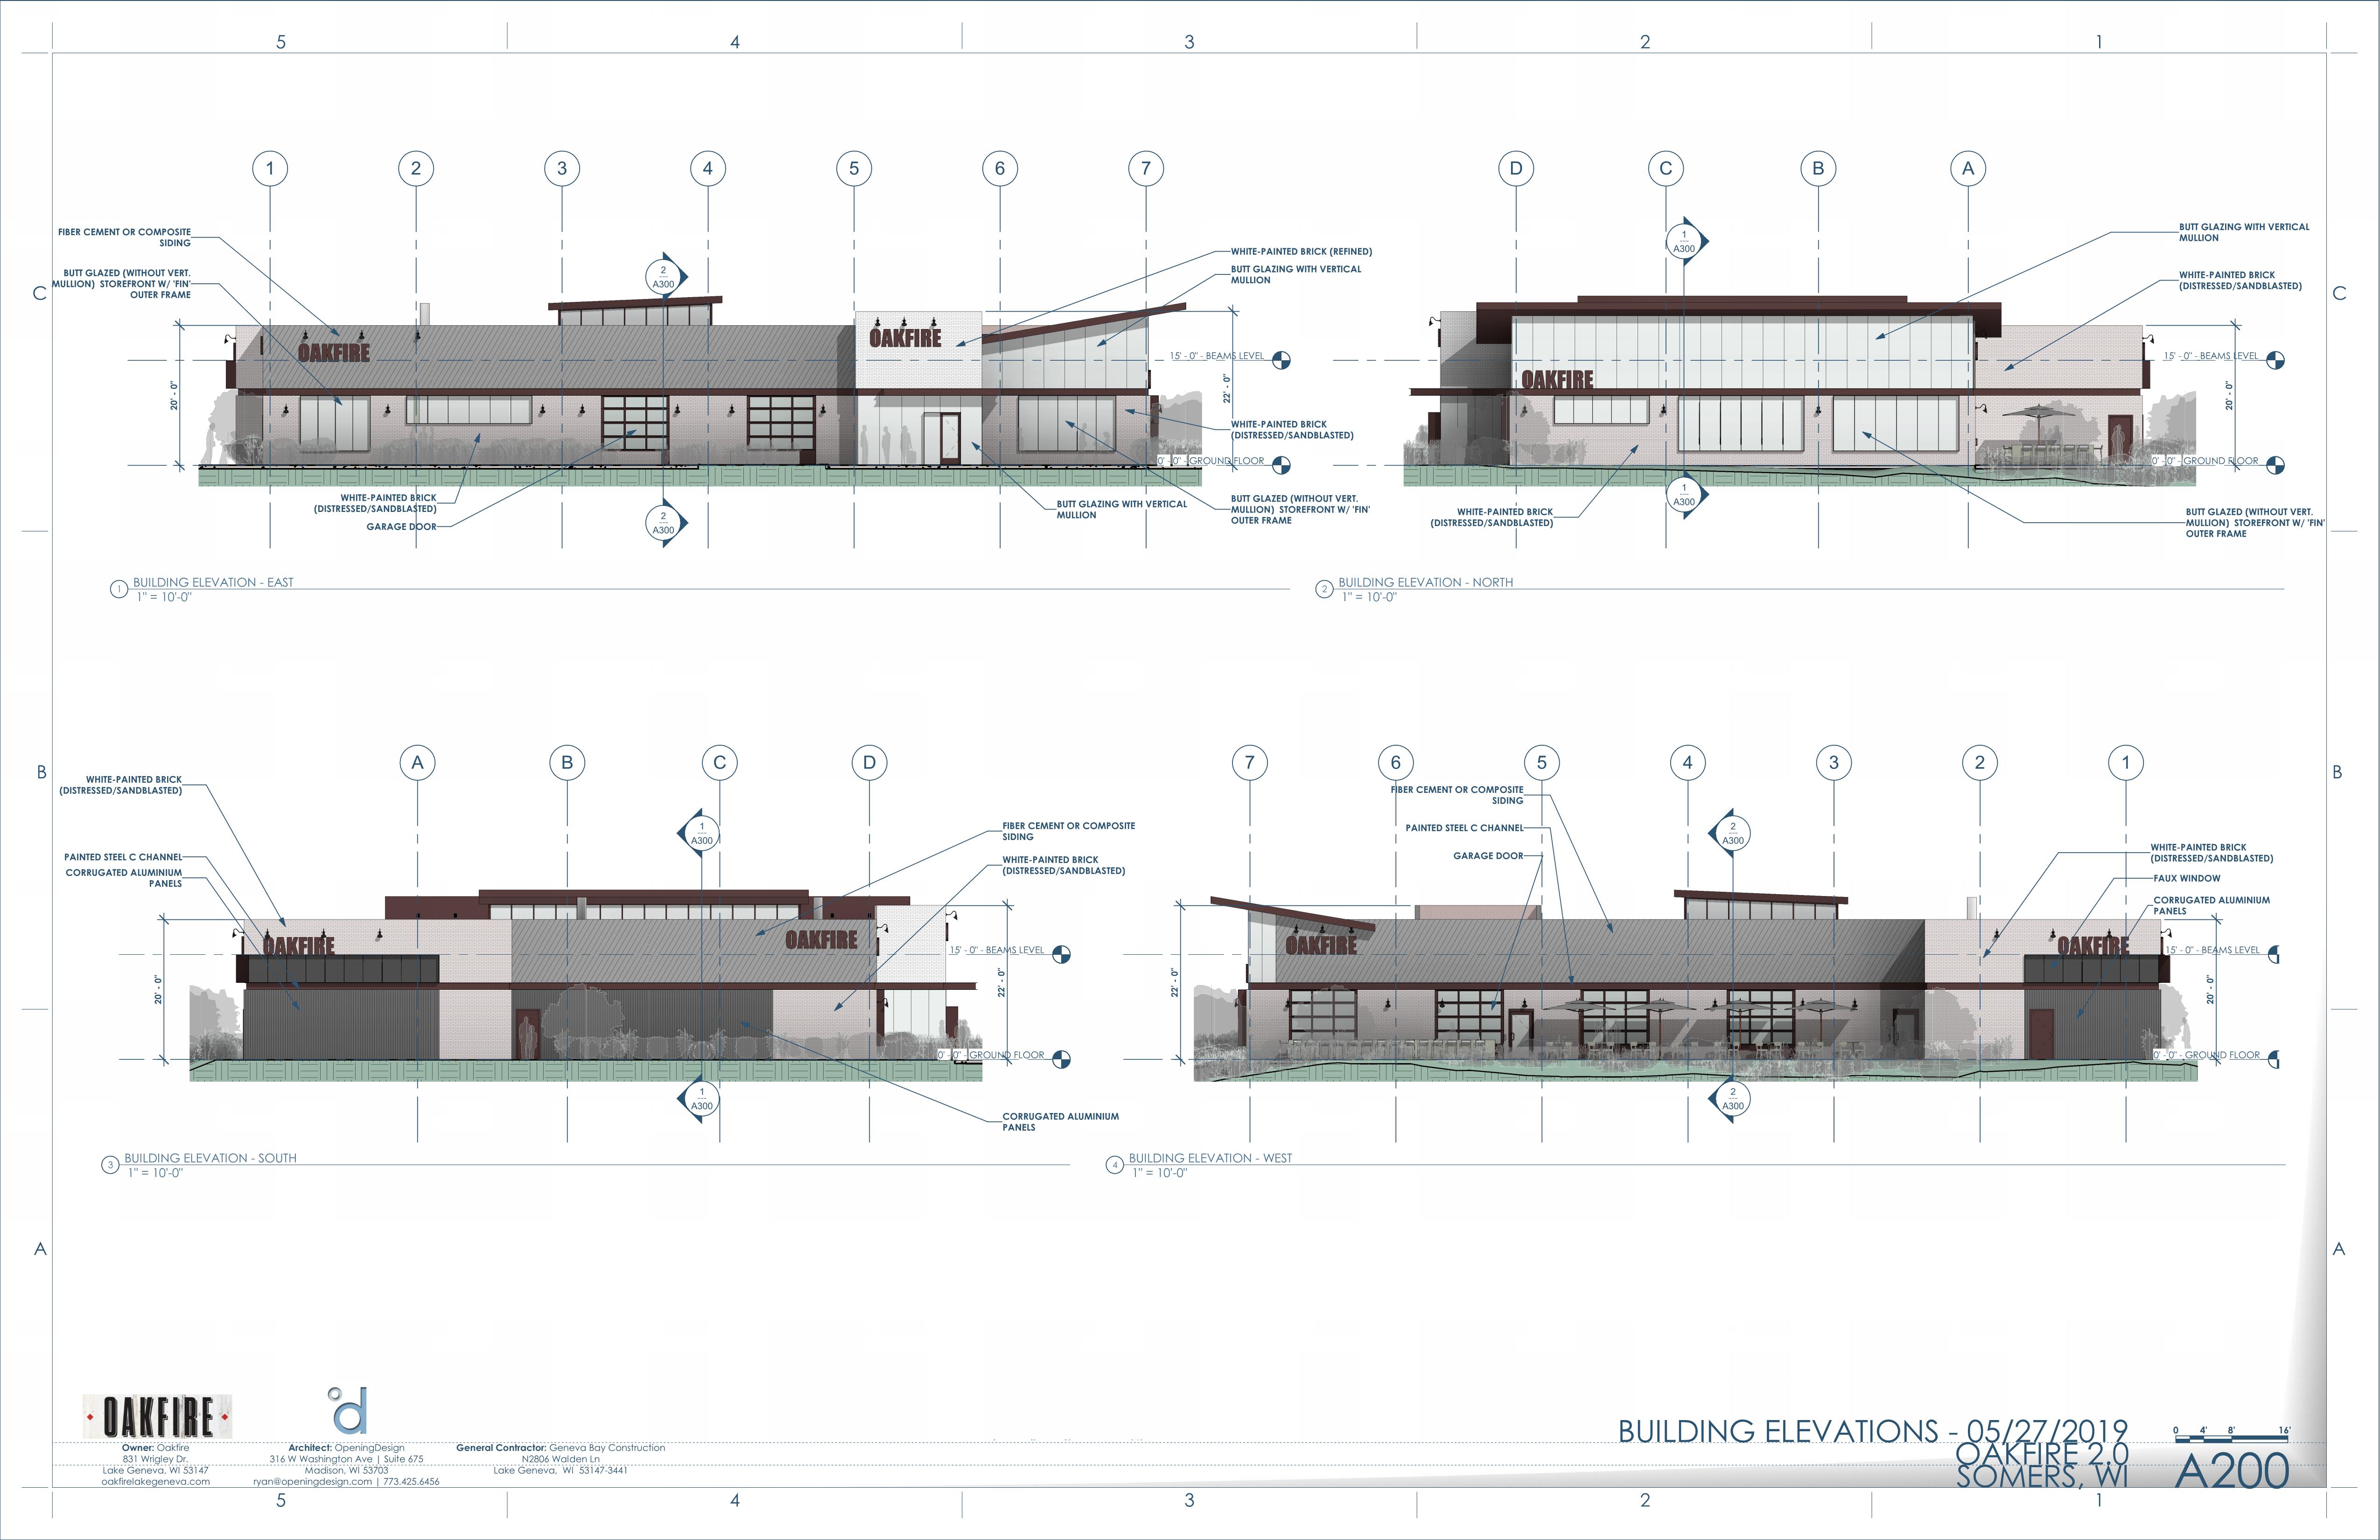 5 4 3 2 1
1 2 3 4 5 6 7
FIBER CEMENT OR COMPOSITE
SIDING
BUTT GLAZED (WITHOUT VERT.
MULLION) STOREFRONT W/ 'FIN'
OUTER FRAME
C
2
A300
OAKFIRE
OAKFIRE
20' - 0"
WHITE-PAINTED BRICK (REFINED)
BUTT GLAZING WITH VERTICAL
MULLION
15' - 0" - BEAMS LEVEL
22' - 0"
WHITE-PAINTED BRICK
(DISTRESSED/SANDBLASTED)
0' - 0" - GROUND FLOOR
WHITE-PAINTED BRICK
(DISTRESSED/SANDBLASTED)
GARAGE DOOR
2
A300
BUTT GLAZING WITH VERTICAL
MULLION
BUTT GLAZED (WITHOUT VERT.
MULLION) STOREFRONT W/ 'FIN'
OUTER FRAME
1
BUILDING ELEVATION - EAST
1" = 10'-0"
D C B A
1
A300
BUTT GLAZING WITH VERTICAL
MULLION
WHITE-PAINTED BRICK
(DISTRESSED/SANDBLASTED)
C
OAKFIRE
15' - 0" - BEAMS LEVEL
20' - 0"
0' - 0" - GROUND FLOOR
1
A300
WHITE-PAINTED BRICK
(DISTRESSED/SANDBLASTED)
BUTT GLAZED (WITHOUT VERT.
MULLION) STOREFRONT W/ 'FIN'
OUTER FRAME
2
BUILDING ELEVATION - NORTH
1" = 10'-0"
B
A B C D
WHITE-PAINTED BRICK
(DISTRESSED/SANDBLASTED)
PAINTED STEEL C CHANNEL
CORRUGATED ALUMINIUM
PANELS
1
A300
FIBER CEMENT OR COMPOSITE
SIDING
WHITE-PAINTED BRICK
(DISTRESSED/SANDBLASTED)
OAKFIRE
OAKFIRE
20' - 0"
15' - 0" - BEAMS LEVEL
22' - 0"
0' - 0" - GROUND FLOOR
1
A300
CORRUGATED ALUMINIUM
PANELS
3
BUILDING ELEVATION - SOUTH
1" = 10'-0"
7 6 5 4 3 2 1
B
FIBER CEMENT OR COMPOSITE
SIDING
PAINTED STEEL C CHANNEL
GARAGE DOOR
2
A300
WHITE-PAINTED BRICK
(DISTRESSED/SANDBLASTED)
FAUX WINDOW
CORRUGATED ALUMINIUM
PANELS
OAKFIRE
OAKFIRE
22' - 0"
15' - 0" - BEAMS LEVEL
20' - 0"
0' - 0" - GROUND FLOOR
2
A300
4
BUILDING ELEVATION - WEST
1" = 10'-0"
A
A
OAKFIRE
Owner: Oakfire
831 Wrigley Dr.
Lake Geneva, WI 53147
oakfirelakegeneva.com
d
Architect: OpeningDesign
316 W Washington Ave | Suite 675
Madison, WI 53703
ryan@openingdesign.com | 773.425.6456
General Contractor: Geneva Bay Construction
N2806 Walden Ln
Lake Geneva, WI 53147-3441
BUILDING ELEVATIONS - 05/27/2019
OAKFIRE 2.0
SOMERS, WI
0 4' 8' 16'
A200
5 4 3 2 1